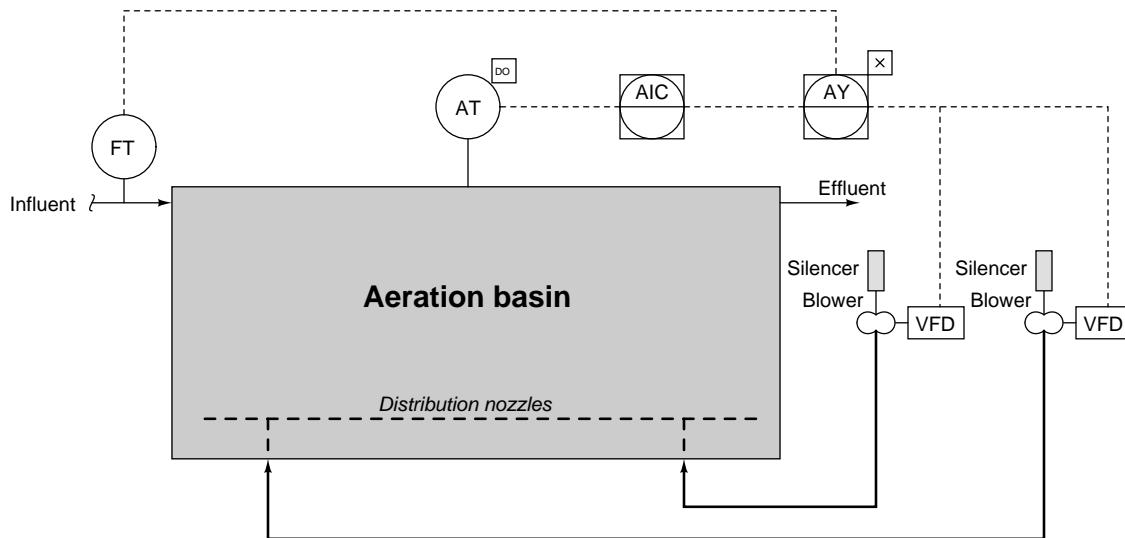 DO
×
AT
AIC
AY
FT
Influent
Effluent
Silencer
Silencer
Aeration basin
Blower
Blower
VFD
VFD
Distribution nozzles